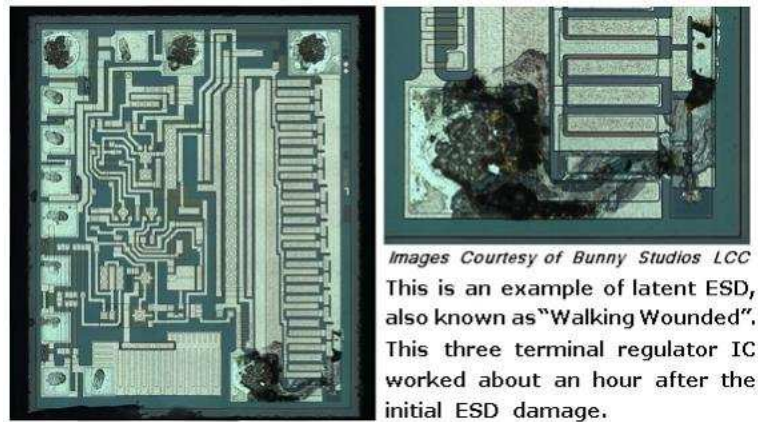 Images Courtesy of Bunny Studios LCC
This is an example of latent ESD,
also known as "Walking Wounded".
This three terminal regulator IC
worked about an hour after the
initial ESD damage.